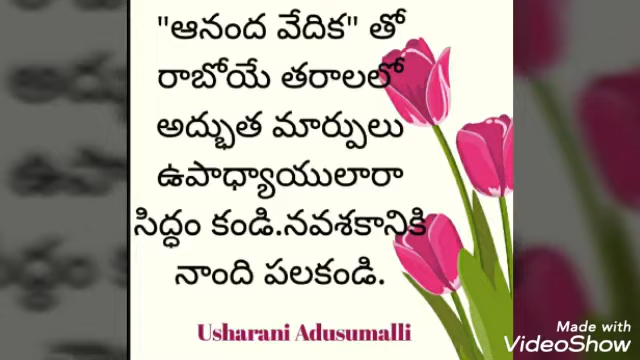 "ఆనంద వేదిక" తో
రాబోయే తరాలలో
అద్భుత మార్పులు
ఉపాధ్యాయులారా
సిద్ధం కండి.నవశకానికి
నాంది పలకండి.
Usharani Adusumalli
Made with
VideoShow